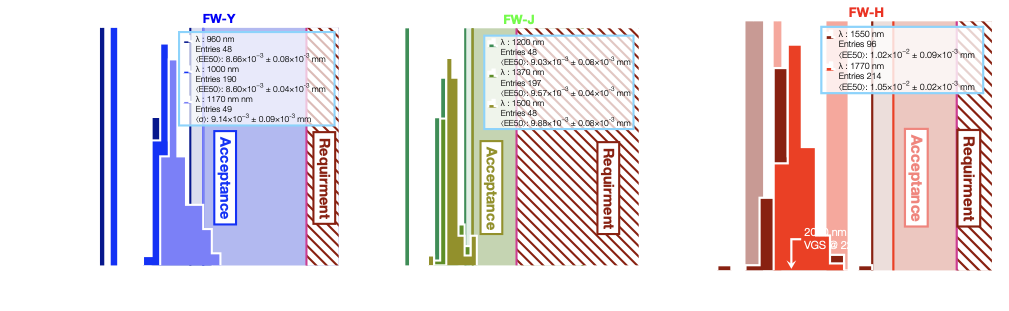 FW-Y
λ : 960 nm
Entries 48
⟨EE50⟩: 8.66×10⁻³ ± 0.08×10⁻³ mm
λ : 1000 nm
Entries 190
⟨EE50⟩: 8.60×10⁻³ ± 0.04×10⁻³ mm
λ : 1170 nm nm
Entries 49
⟨σ⟩: 9.14×10⁻³ ± 0.09×10⁻³ mm
Acceptance
Requirment
FW-J
λ : 1200 nm
Entries 48
⟨EE50⟩: 9.03×10⁻³ ± 0.08×10⁻³ mm
λ : 1370 nm
Entries 197
⟨EE50⟩: 9.67×10⁻³ ± 0.04×10⁻³ mm
λ : 1500 nm
Entries 48
⟨EE50⟩: 9.88×10⁻³ ± 0.08×10⁻³ mm
Acceptance
Requirment
FW-H
λ : 1550 nm
Entries 96
⟨EE50⟩: 1.02×10⁻² ± 0.09×10⁻³ mm
λ : 1770 nm
Entries 214
⟨EE50⟩: 1.05×10⁻² ± 0.02×10⁻³ mm
Acceptance
Requirment
nm
VGS @